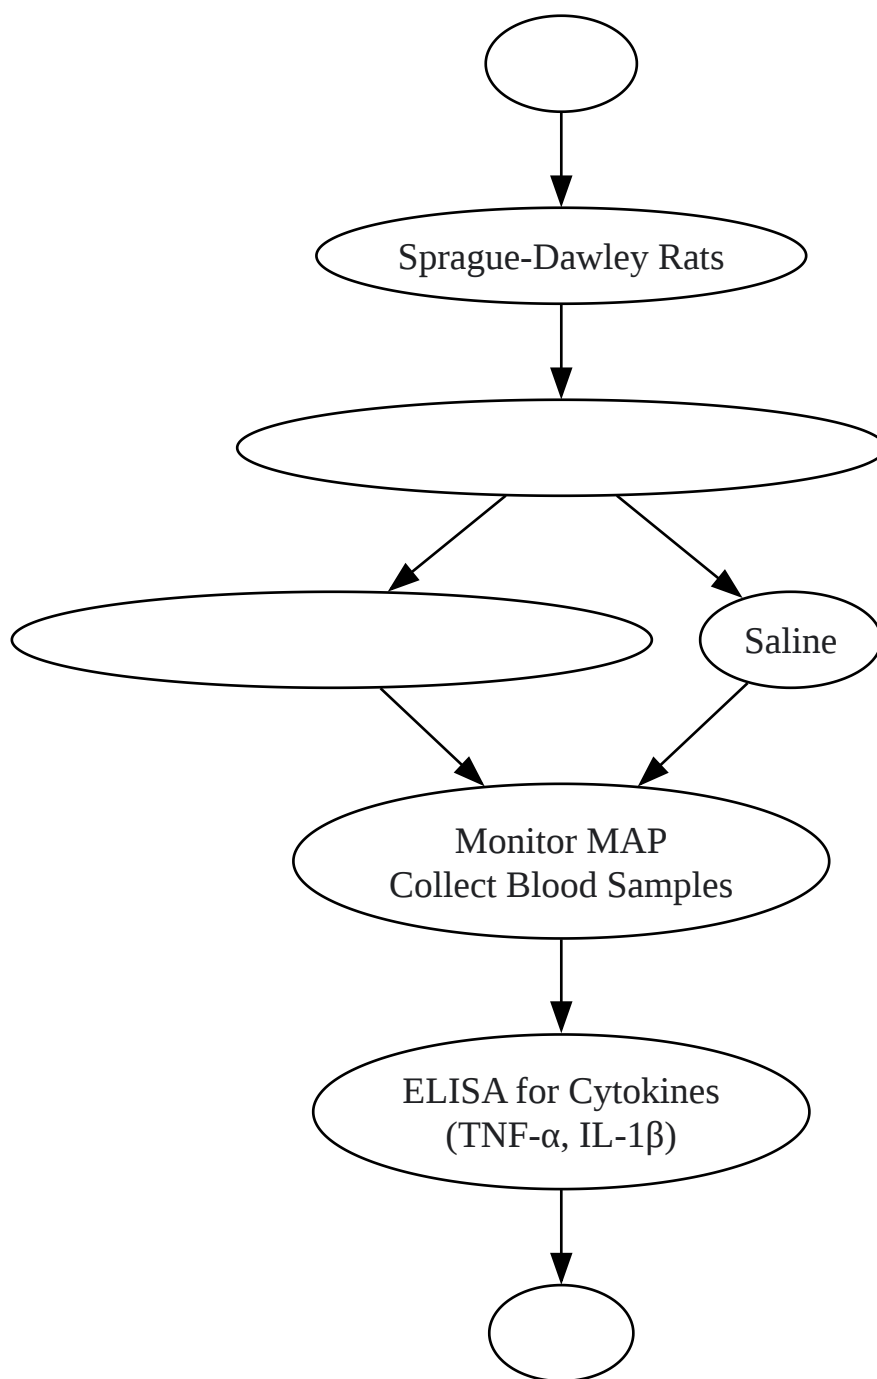 Sprague-Dawley Rats
Saline
Monitor MAP
Collect Blood Samples
ELISA for Cytokines
(TNF-α, IL-1β)